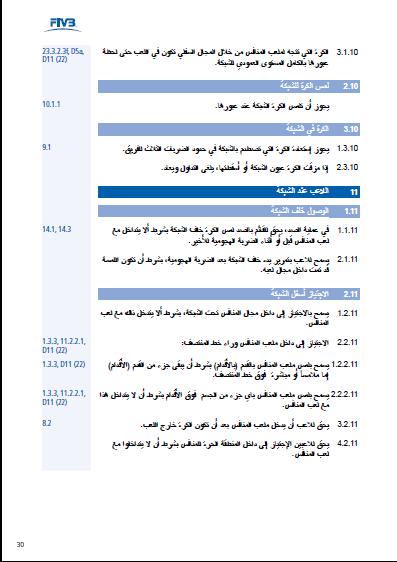 FIVB
3.1.10 الكرة التي تتجه لملعب المنافس من خلال المجال السفلي تكون في اللعب حتى لحظة 23.3.2.3f, D5a,
عبورها بالكامل المستوى العمودي للشبكة. D11 (22)
2.10 لمس الكرة للشبكة
يجوز أن تلمس الكرة الشبكة عند عبورها. 10.1.1
3.10 الكرة في الشبكة
1.3.10 يجوز إستعادة الكرة التي تصطدم بالشبكة في حدود الضربات الثلاث للفريق. 9.1
2.3.10 إذا مزقت الكرة عيون الشبكة أو أسقطتها، يلغى التداول ويعاد.
11 اللاعب عند الشبكة
1.11 الوصول خلف الشبكة
1.1.11 في عملية الصد، يحق للاعب بالصد لمس الكرة خلف الشبكة بشرط ألا يتداخل مع 14.1, 14.3
لعب المنافس قبل أو أثناء الضربة الهجومية للأخير.
2.1.11 يسمح للاعب بتمرير يده خلف الشبكة بعد الضربة الهجومية، بشرط أن تكون اللمسة
قد تمت داخل مجال لعبه.
2.11 الاجتياز أسفل الشبكة
1.2.11 يسمح بالاجتياز إلى داخل مجال المنافس تحت الشبكة، بشرط ألا يتدخل ذلك مع لعب
المنافس.
2.2.11 الاجتياز إلى داخل ملعب المنافس وراء خط المنتصف: 1.3.3, 11.2.2.1,
D11 (22)
1.2.2.11 يسمح بلمس ملعب المنافس بالقدم (بالأقدام) بشرط أن يبقى جزء من القدم (الأقدام) 1.3.3, D11 (22)
إما ملامساً أو مباشرة فوق خط المنتصف.
2.2.2.11 يسمح بلمس ملعب المنافس بأي جزء من الجسم فوق الأقدام بشرط أن لا يتداخل هذا 1.3.3, 11.2.2.1,
مع لعب المنافس. D11 (22)
3.2.11 يحق للاعب أن يدخل ملعب المنافس بعد أن تكون الكرة خارج اللعب. 8.2
4.2.11 يحق للاعبين الإجتياز إلى داخل المنطقة الحرة للمنافس بشرط أن لا يتداخلوا مع
لعب المنافس.
30